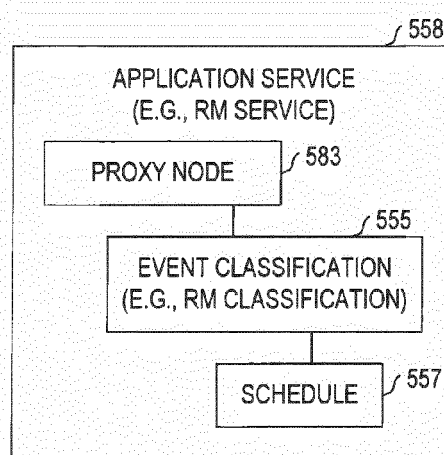 558
APPLICATION SERVICE
(E.G., RM SERVICE)
PROXY NODE
583
555
EVENT CLASSIFICATION
(E.G., RM CLASSIFICATION)
SCHEDULE
557